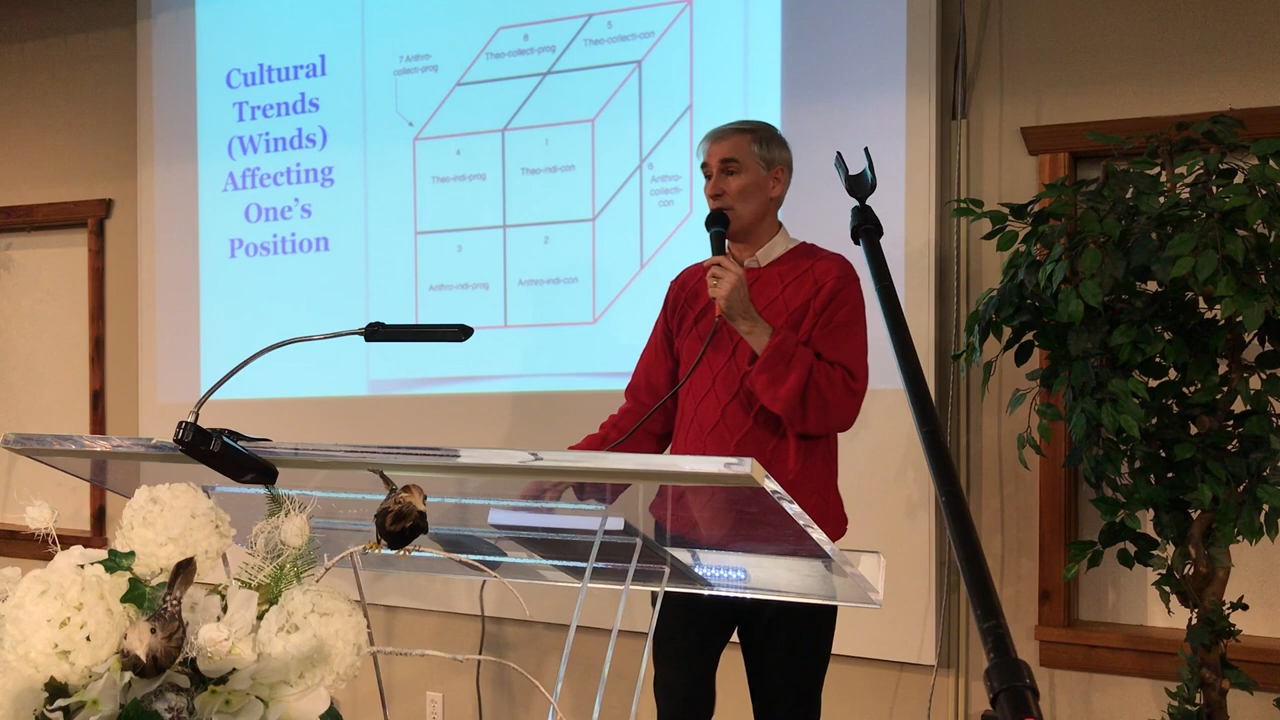 Cultural
Trends
(Winds)
Affecting
One's
Position
7 Anthro-
collecti-prog
8
Theo-collecti-prog
5
Theo-collecti-con
4
Theo-indi-prog
1
Theo-indi-con
6
Anthro-
collecti-
con
3
Anthro-indi-prog
2
Anthro-indi-con